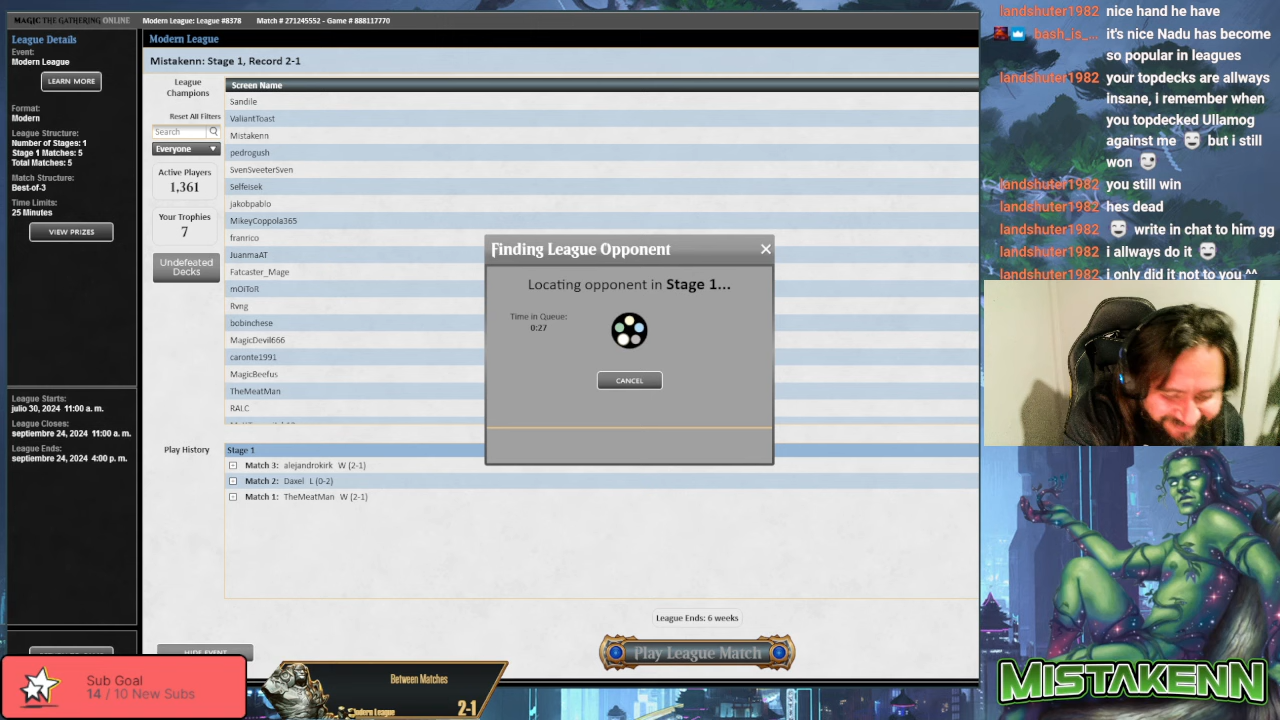 MAGIC THE GATHERING ONLINE
Modern League: League #8378
Match # 271245552 - Game # 888117770
League Details
Event:
Modern League
LEARN MORE
Format:
Modern
League Structure:
Number of Stages: 1
Stage 1 Matches: 5
Total Matches: 5
Match Structure:
Best-of-3
Time Limits:
25 Minutes
VIEW PRIZES
League Starts:
julio 30, 2024 11:00 a. m.
League Closes:
septiembre 24, 2024 11:00 a. m.
League Ends:
septiembre 24, 2024 4:00 p. m.
Modern League
Mistakenn: Stage 1, Record 2-1
League
Champions
Reset All Filters
Search
Everyone
Active Players
1,361
Your Trophies
7
Undefeated
Decks
Screen Name
Sandile
ValiantToast
Mistakenn
pedrogush
SvenSveeterSven
Selfeisek
jakobpablo
MikeyCoppola365
franrico
JuanmaAT
Fatcaster_Mage
mOiToR
Rvng
bobinchese
MagicDevil666
caronte1991
MagicBeefus
TheMeatMan
RALC
Finding League Opponent
Locating opponent in Stage 1...
Time in Queue:
0:27
CANCEL
Play History
Stage 1
Match 3: alejandrokirk W (2-1)
Match 2: Daxel L (0-2)
Match 1: TheMeatMan W (2-1)
League Ends: 6 weeks
HIDE EVENT
Play League Match
Sub Goal
14 / 10 New Subs
Between Matches
Modern League
2-1
landshuter1982 nice hand he have
bash_is_... it's nice Nadu has become
so popular in leagues
landshuter1982 your topdecks are allways
insane, i remember when
you topdecked Ullamog
against me but i still
won
landshuter1982 you still win
landshuter1982 hes dead
landshuter1982 write in chat to him gg
landshuter1982 i allways do it
landshuter1982 i only did it not to you ^^
MISTAKENN